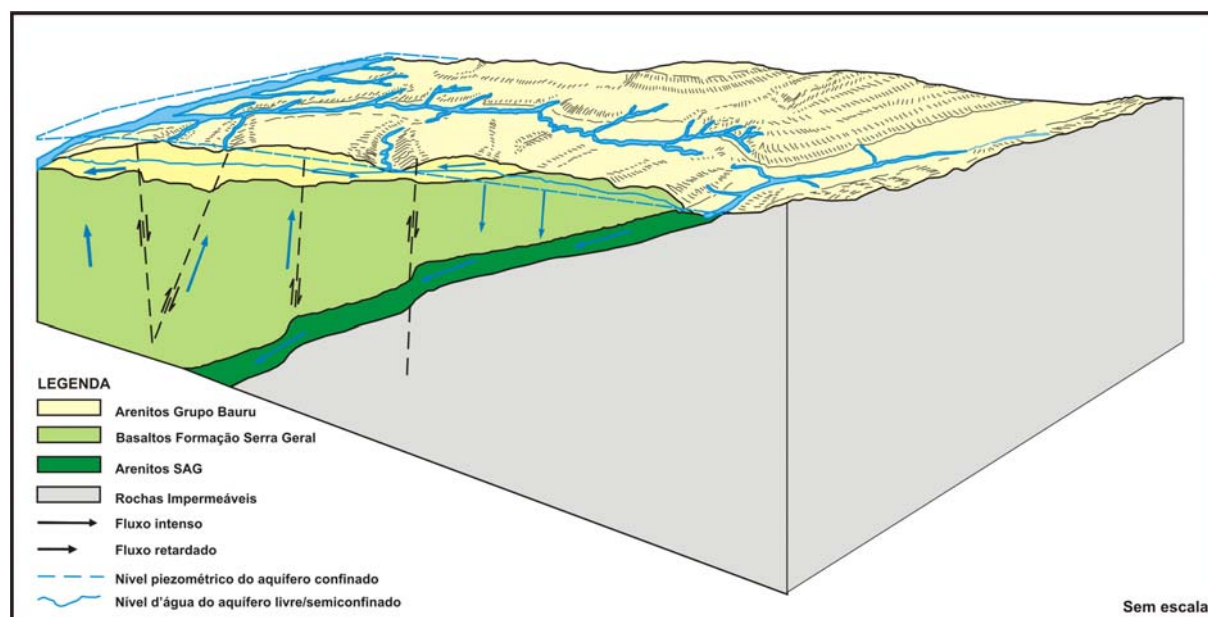 LEGENDA
Arenitos Grupo Bauru
Basaltos Formação Serra Geral
Arenitos SAG
Rochas Impermeáveis
Fluxo intenso
Fluxo retardado
Nível piezométrico do aquífero confinado
Nível d'água do aquífero livre/semiconfinado
Sem escala